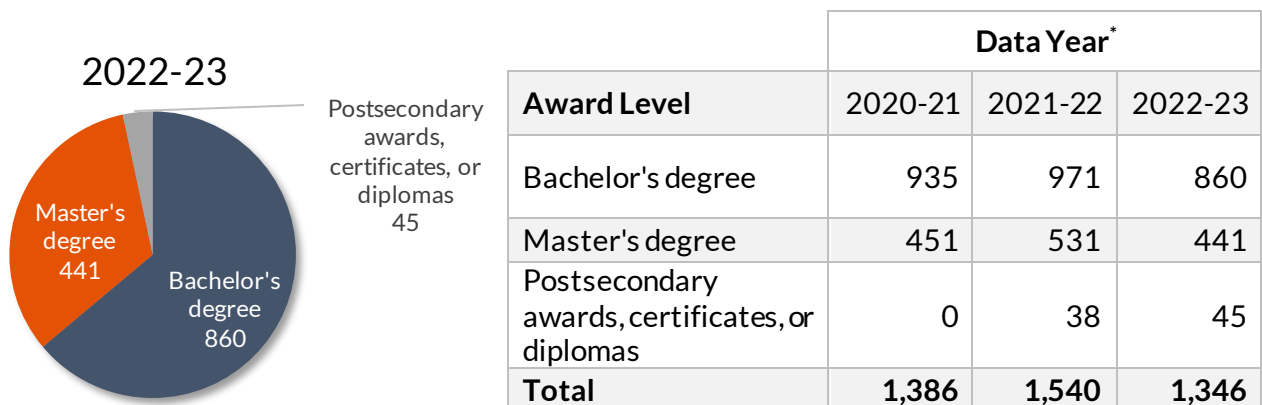 2022-23
Postsecondary
awards,
certificates, or
diplomas
45
Master's
degree
441
Bachelor's
degree
860
Data Year*
Award Level 2020-21 2021-22 2022-23
Bachelor's degree 935 971 860
Master's degree 451 531 441
Postsecondary
awards, certificates, or 0 38 45
diplomas
Total 1,386 1,540 1,346